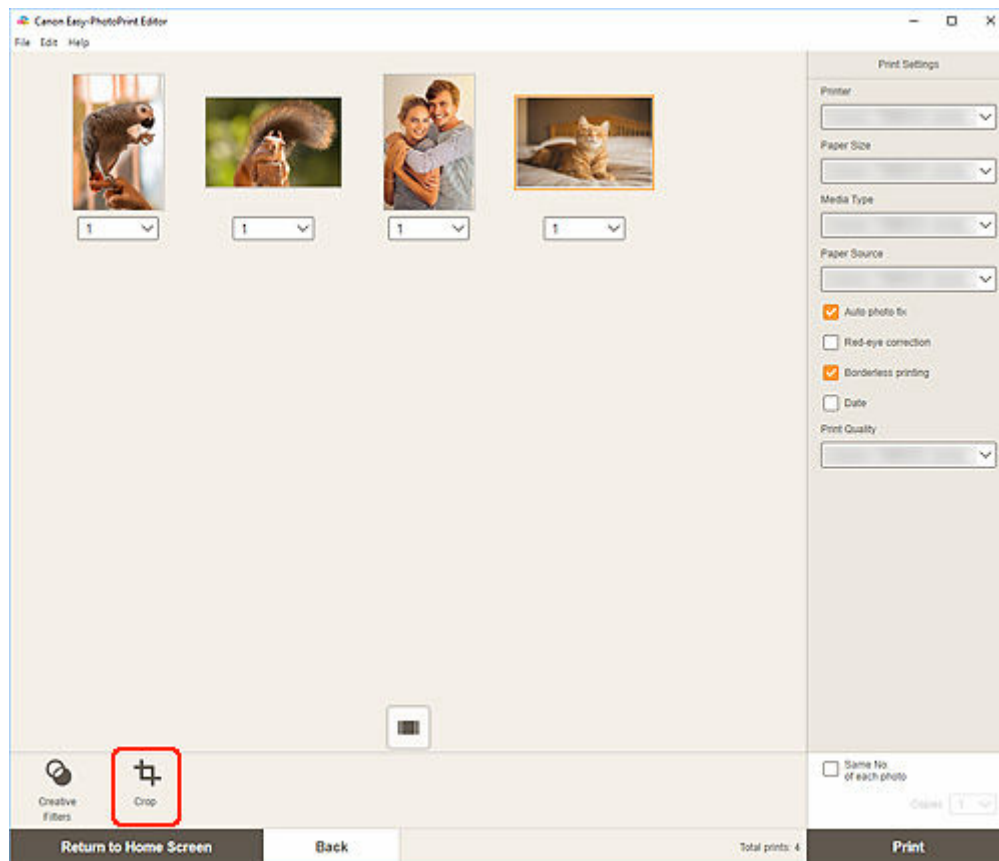 Canon Easy-PhotoPrint Editor
File Edit Help
Print Settings
Printer
Paper Size
Media Type
Paper Source
Auto photo fix
Red-eye correction
Borderless printing
Date
Print Quality
1
1
1
1
Creative
Filters
Crop
Same No.
of each photo
Copies 1
Return to Home Screen
Back
Total prints: 4
Print